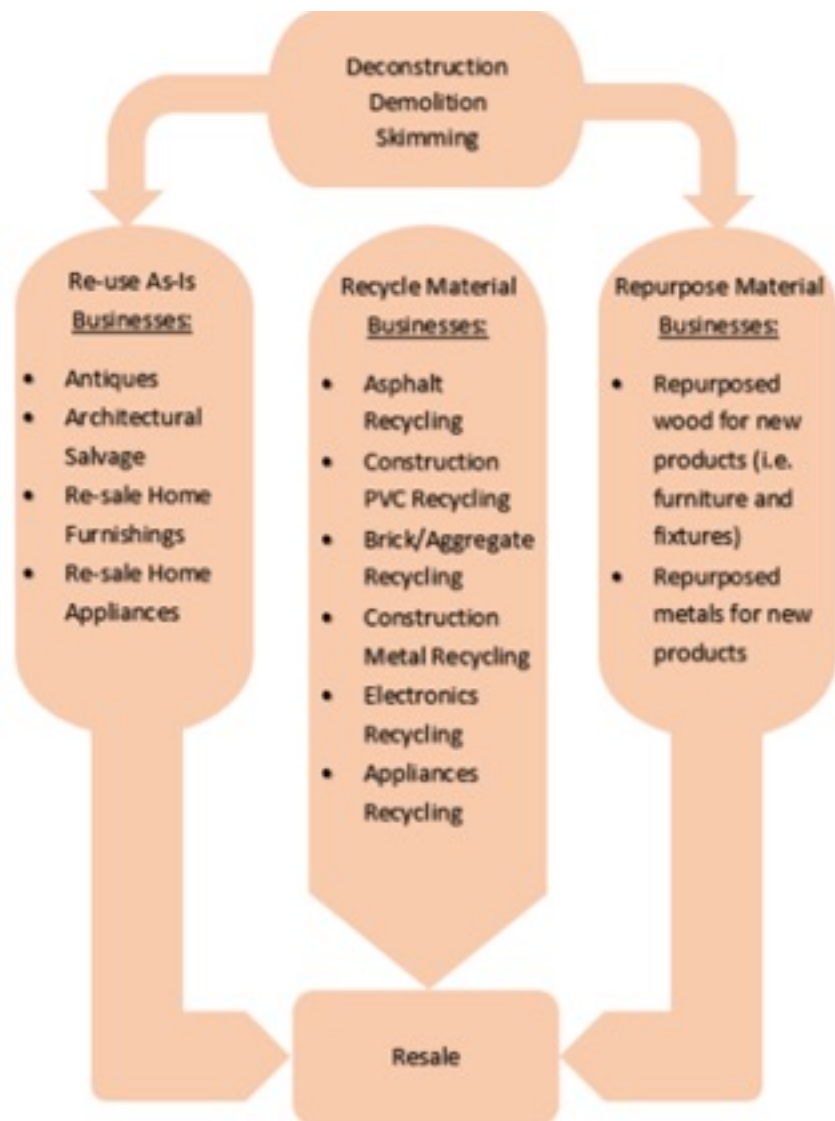 Deconstruction
Demolition
Skimming
Re-use As-Is
Businesses:
• Antiques
• Architectural
Salvage
• Re-sale Home
Furnishings
• Re-sale Home
Appliances
Recycle Material
Businesses:
• Asphalt
Recycling
• Construction
PVC Recycling
• Brick/Aggregate
Recycling
• Construction
Metal Recycling
• Electronics
Recycling
• Appliances
Recycling
Repurpose Material
Businesses:
• Repurposed
wood for new
products (i.e.
furniture and
fixtures)
• Repurposed
metals for new
products
Resale